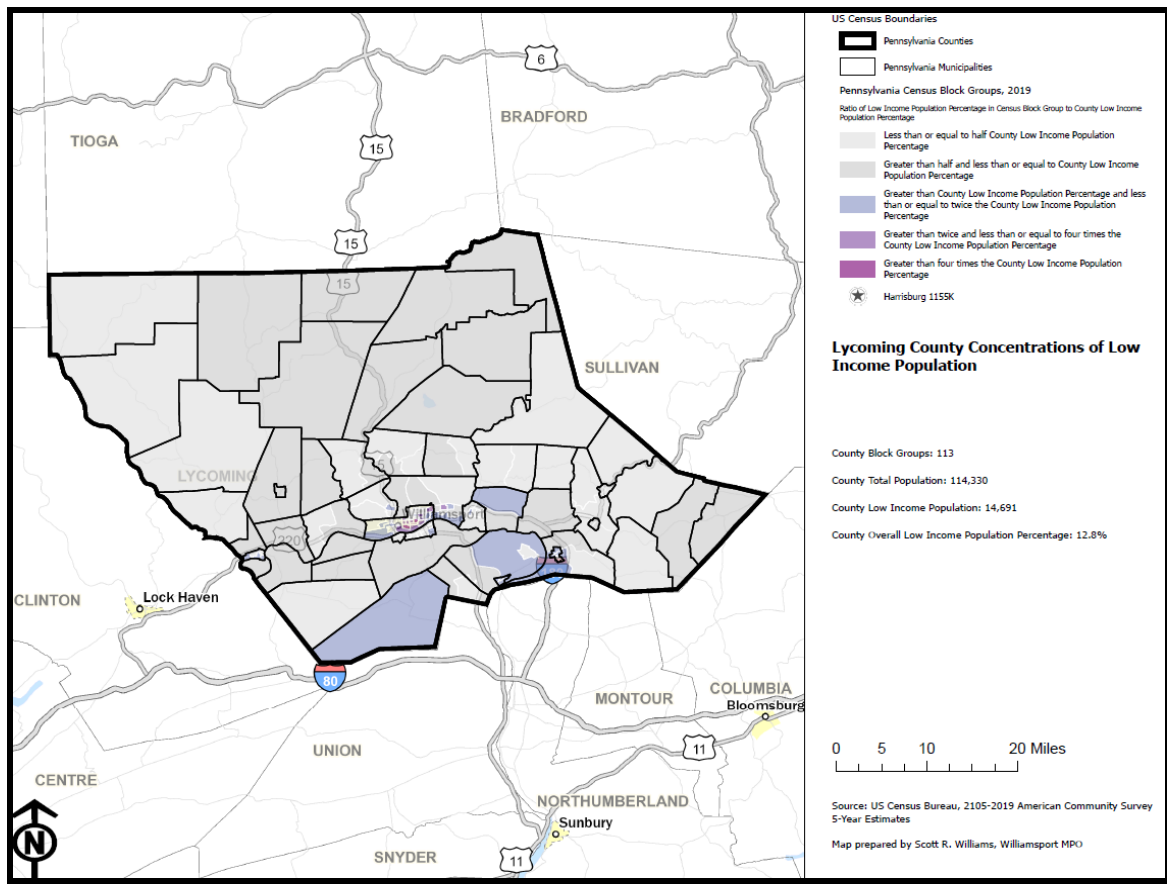 US Census Boundaries
Pennsylvania Counties
Pennsylvania Municipalities
Pennsylvania Census Block Groups, 2019
Ratio of Low Income Population Percentage in Census Block Group to County Low Income
Population Percentage
Less than or equal to half County Low Income Population
Percentage
Greater than half and less than or equal to County Low Income
Population Percentage
Greater than County Low Income Population Percentage and less
than or equal to twice the County Low Income Population
Percentage
Greater than twice and less than or equal to four times the
County Low Income Population Percentage
Greater than four times the County Low Income Population
Percentage
Harrisburg 1155K
Lycoming County Concentrations of Low
Income Population
County Block Groups: 113
County Total Population: 114,330
County Low Income Population: 14,691
County Overall Low Income Population Percentage: 12.8%
0 5 10 20 Miles
Source: US Census Bureau, 2105-2019 American Community Survey
5-Year Estimates
Map prepared by Scott R. Williams, Williamsport MPO
6
BRADFORD
TIOGA
15
15
15
SULLIVAN
LYCOMING
Williamsport
220
CLINTON
Lock Haven
80
MONTOUR
COLUMBIA
Bloomsburg
UNION
11
CENTRE
NORTHUMBERLAND
Sunbury
N
SNYDER
11